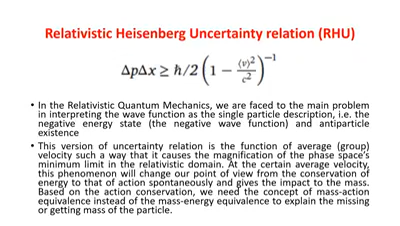 Relativistic Heisenberg Uncertainty relation (RHU)
ΔpΔx ≥ ħ/2 (1 − ⟨v⟩²/c²)⁻¹
• In the Relativistic Quantum Mechanics, we are faced to the main problem
in interpreting the wave function as the single particle description, i.e. the
negative energy state (the negative wave function) and antiparticle
existence
• This version of uncertainty relation is the function of average (group)
velocity such a way that it causes the magnification of the phase space's
minimum limit in the relativistic domain. At the certain average velocity,
this phenomenon will change our point of view from the conservation of
energy to that of action spontaneously and gives the impact to the mass.
Based on the action conservation, we need the concept of mass-action
equivalence instead of the mass-energy equivalence to explain the missing
or getting mass of the particle.